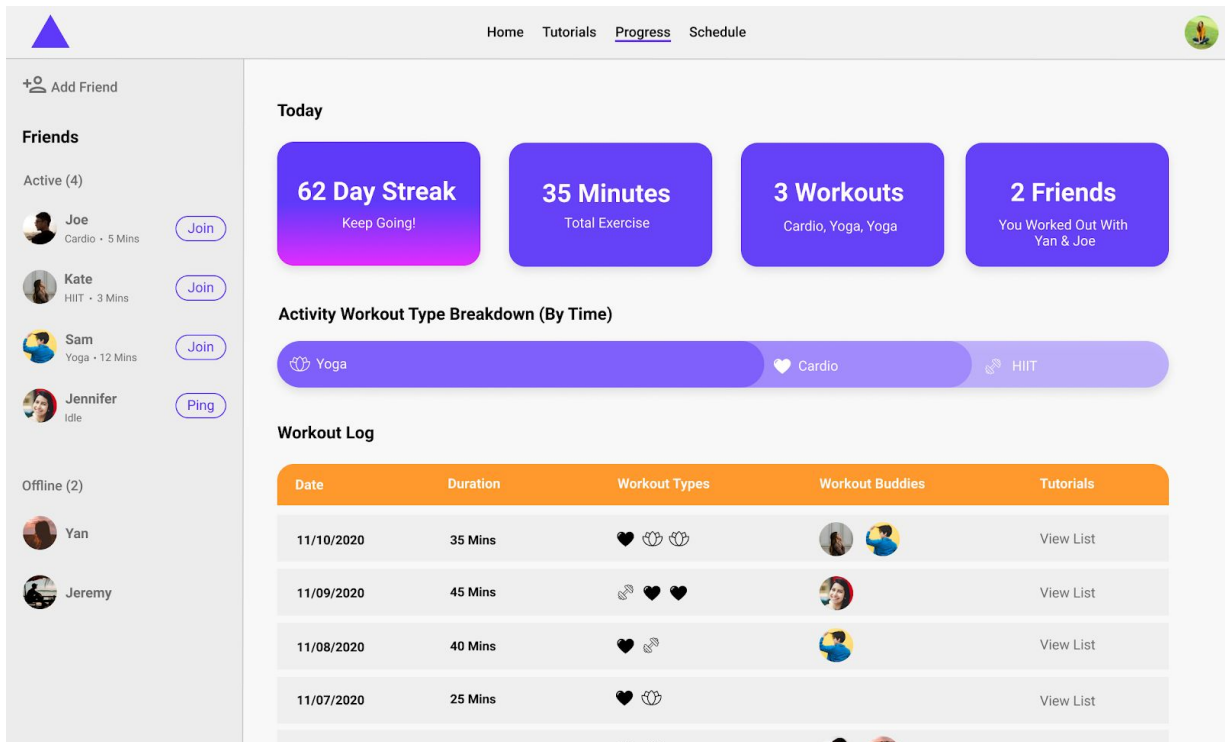 Home Tutorials Progress Schedule
Add Friend
Friends
Active (4)
Joe
Cardio • 5 Mins
Join
Kate
HIIT • 3 Mins
Join
Sam
Yoga • 12 Mins
Join
Jennifer
Idle
Ping
Offline (2)
Yan
Jeremy
Today
62 Day Streak
Keep Going!
35 Minutes
Total Exercise
3 Workouts
Cardio, Yoga, Yoga
2 Friends
You Worked Out With
Yan & Joe
Activity Workout Type Breakdown (By Time)
Yoga
Cardio
HIIT
Workout Log
Date Duration Workout Types Workout Buddies Tutorials
11/10/2020 35 Mins View List
11/09/2020 45 Mins View List
11/08/2020 40 Mins View List
11/07/2020 25 Mins View List